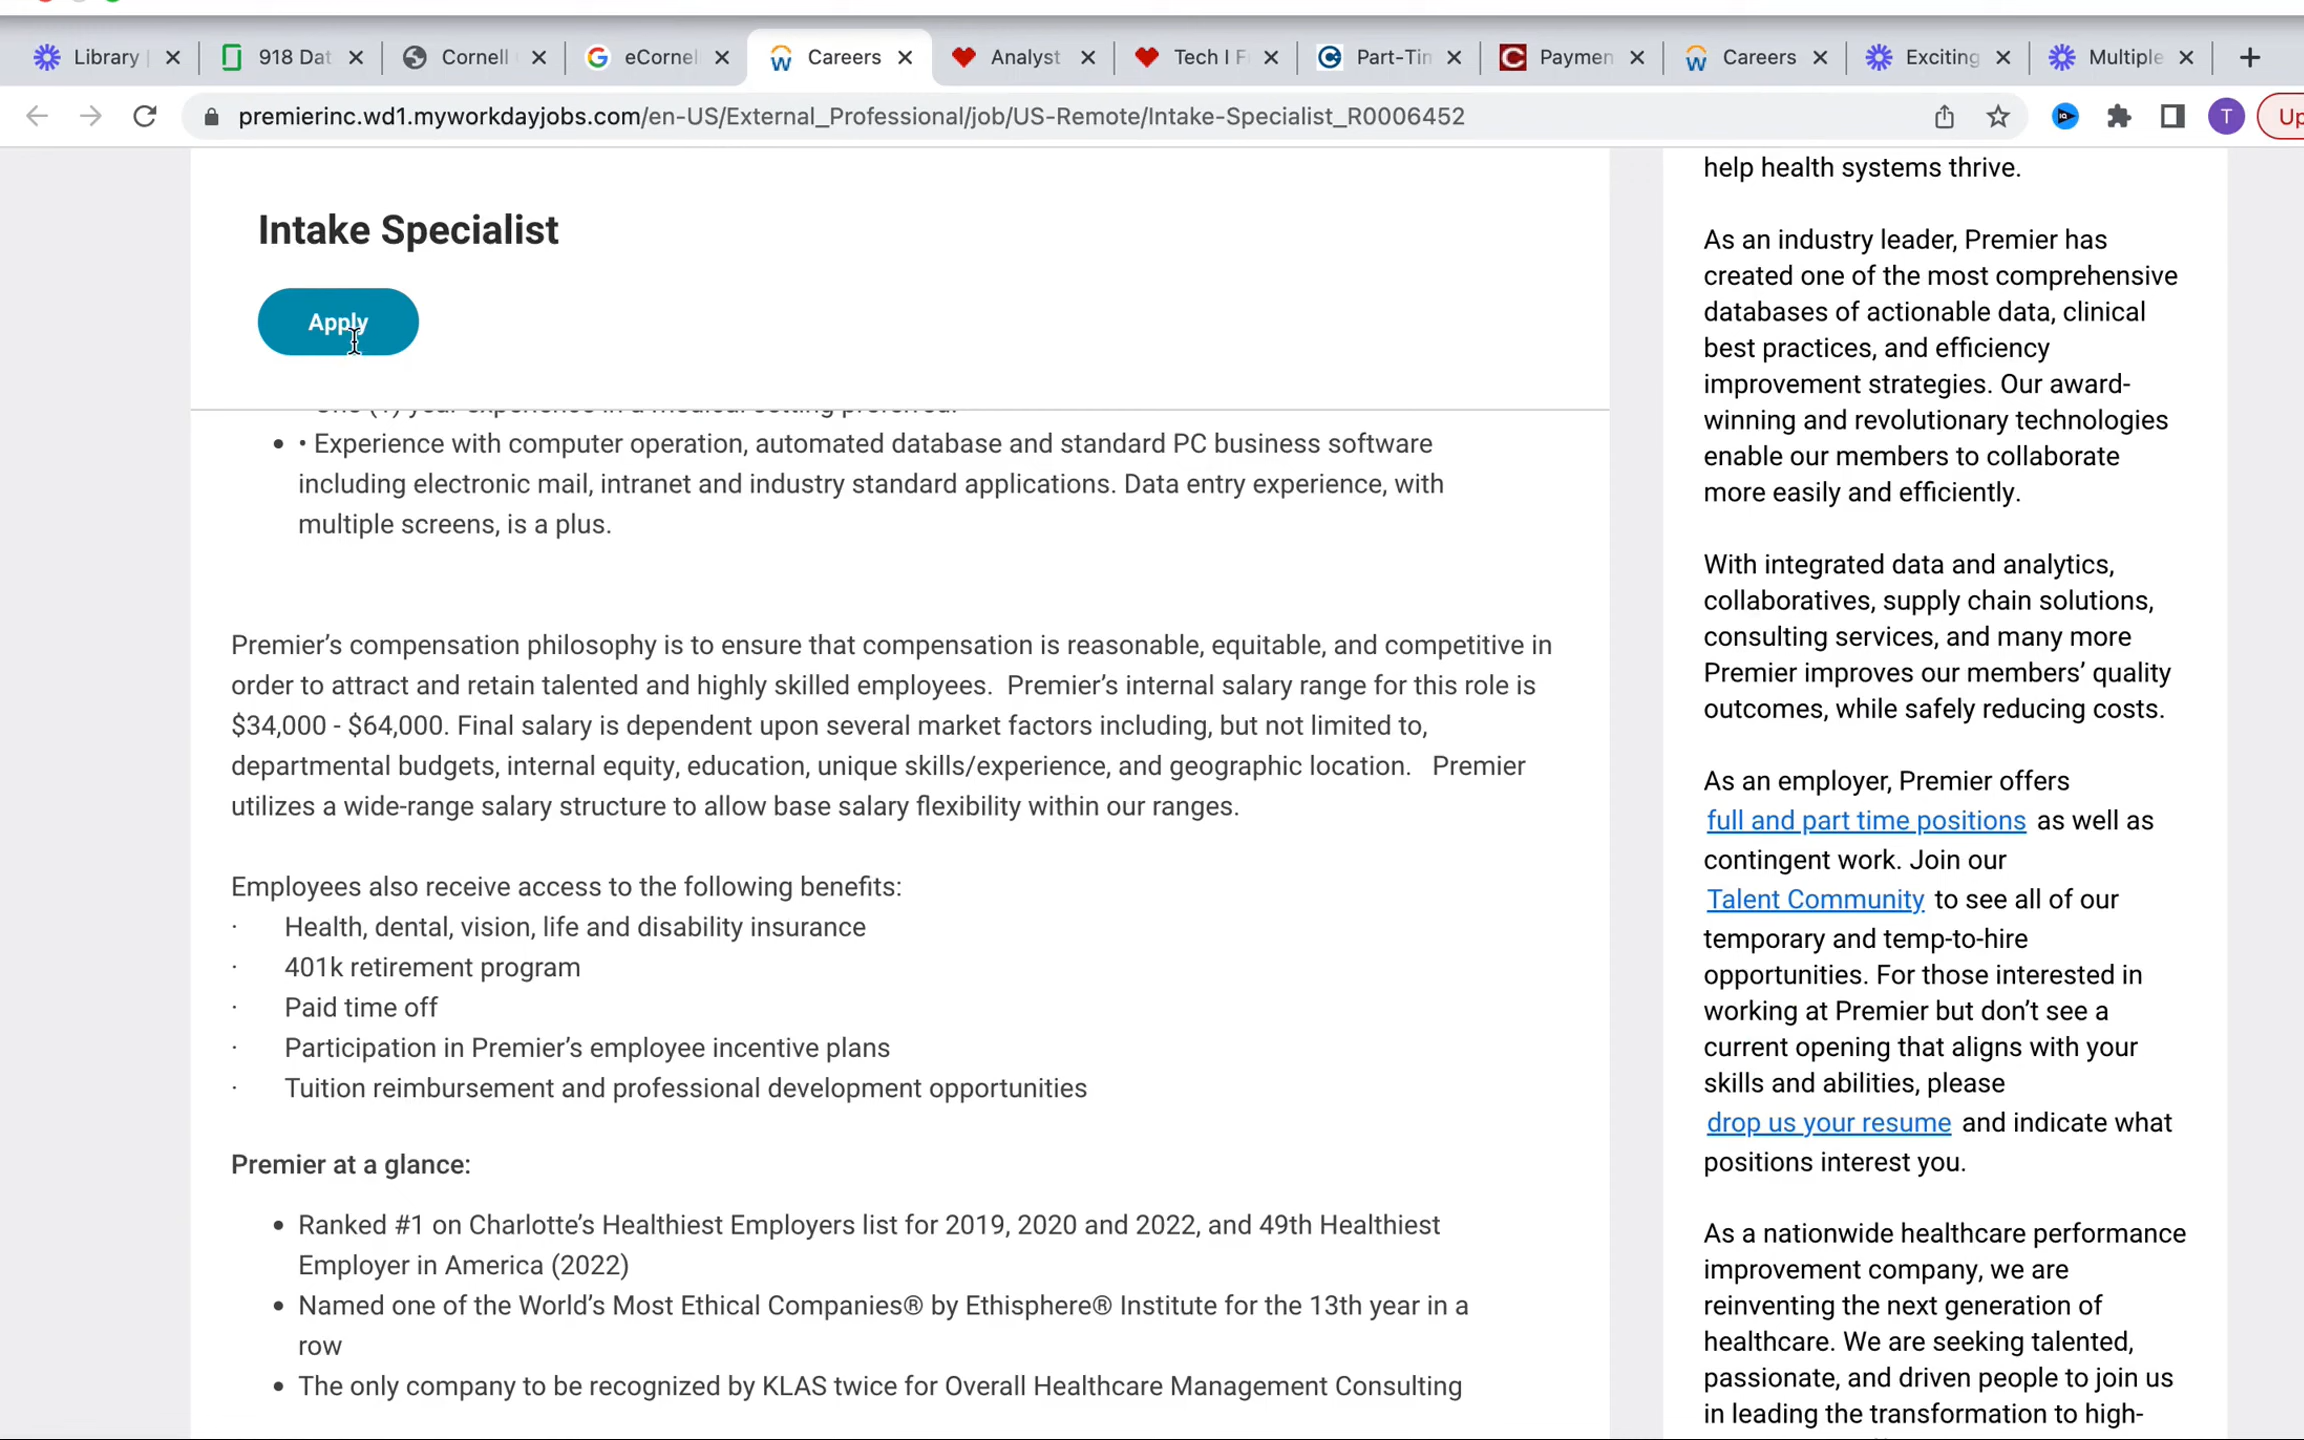 Library
918 Dat
Cornell
eCornel
Careers
Analyst
Tech I F
Part-Tin
Paymen
Careers
Exciting
Multiple
premierinc.wd1.myworkdayjobs.com/en-US/External_Professional/job/US-Remote/Intake-Specialist_R0006452
T
Up
Intake Specialist
Apply
One (1) year experience in a medical setting preferred.
• Experience with computer operation, automated database and standard PC business software
including electronic mail, intranet and industry standard applications. Data entry experience, with
multiple screens, is a plus.
Premier’s compensation philosophy is to ensure that compensation is reasonable, equitable, and competitive in
order to attract and retain talented and highly skilled employees.  Premier’s internal salary range for this role is
$34,000 - $64,000. Final salary is dependent upon several market factors including, but not limited to,
departmental budgets, internal equity, education, unique skills/experience, and geographic location.   Premier
utilizes a wide-range salary structure to allow base salary flexibility within our ranges.
Employees also receive access to the following benefits:
· Health, dental, vision, life and disability insurance
· 401k retirement program
· Paid time off
· Participation in Premier’s employee incentive plans
· Tuition reimbursement and professional development opportunities
Premier at a glance:
Ranked #1 on Charlotte’s Healthiest Employers list for 2019, 2020 and 2022, and 49th Healthiest
Employer in America (2022)
Named one of the World’s Most Ethical Companies® by Ethisphere® Institute for the 13th year in a
row
The only company to be recognized by KLAS twice for Overall Healthcare Management Consulting
help health systems thrive.
As an industry leader, Premier has
created one of the most comprehensive
databases of actionable data, clinical
best practices, and efficiency
improvement strategies. Our award-
winning and revolutionary technologies
enable our members to collaborate
more easily and efficiently.
With integrated data and analytics,
collaboratives, supply chain solutions,
consulting services, and many more
Premier improves our members’ quality
outcomes, while safely reducing costs.
As an employer, Premier offers
full and part time positions as well as
contingent work. Join our
Talent Community to see all of our
temporary and temp-to-hire
opportunities. For those interested in
working at Premier but don’t see a
current opening that aligns with your
skills and abilities, please
drop us your resume and indicate what
positions interest you.
As a nationwide healthcare performance
improvement company, we are
reinventing the next generation of
healthcare. We are seeking talented,
passionate, and driven people to join us
in leading the transformation to high-